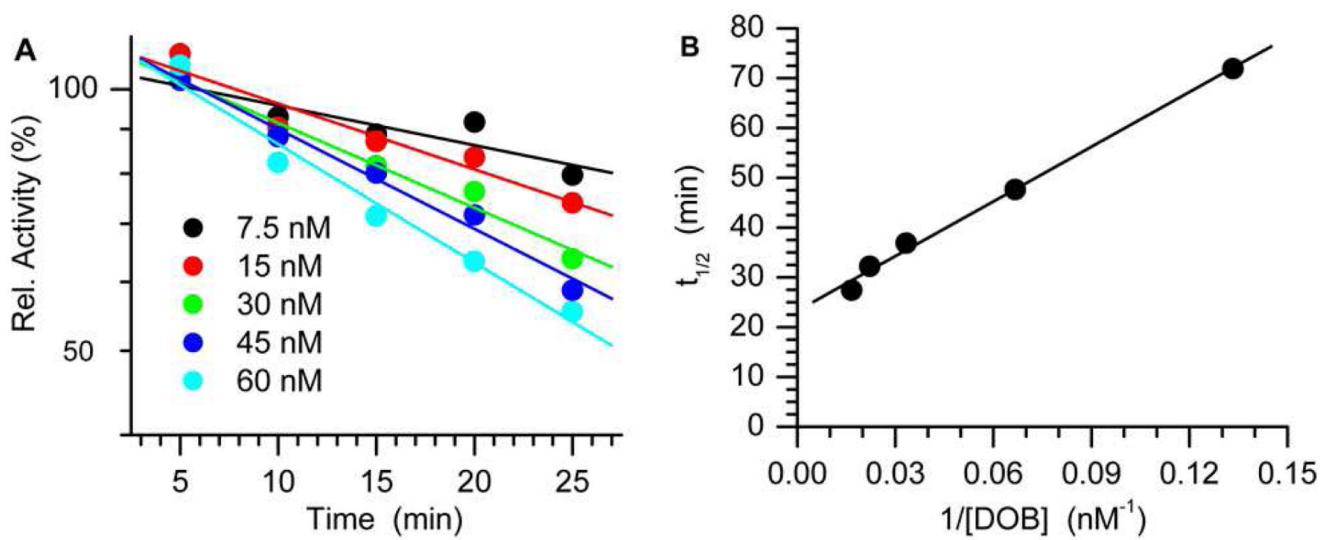 A
Rel. Activity (%)
100
50
7.5 nM
15 nM
30 nM
45 nM
60 nM
5 10 15 20 25
Time (min)
B
t1/2 (min)
80
70
60
50
40
30
20
10
0
0.00 0.03 0.06 0.09 0.12 0.15
1/[DOB] (nM-1)